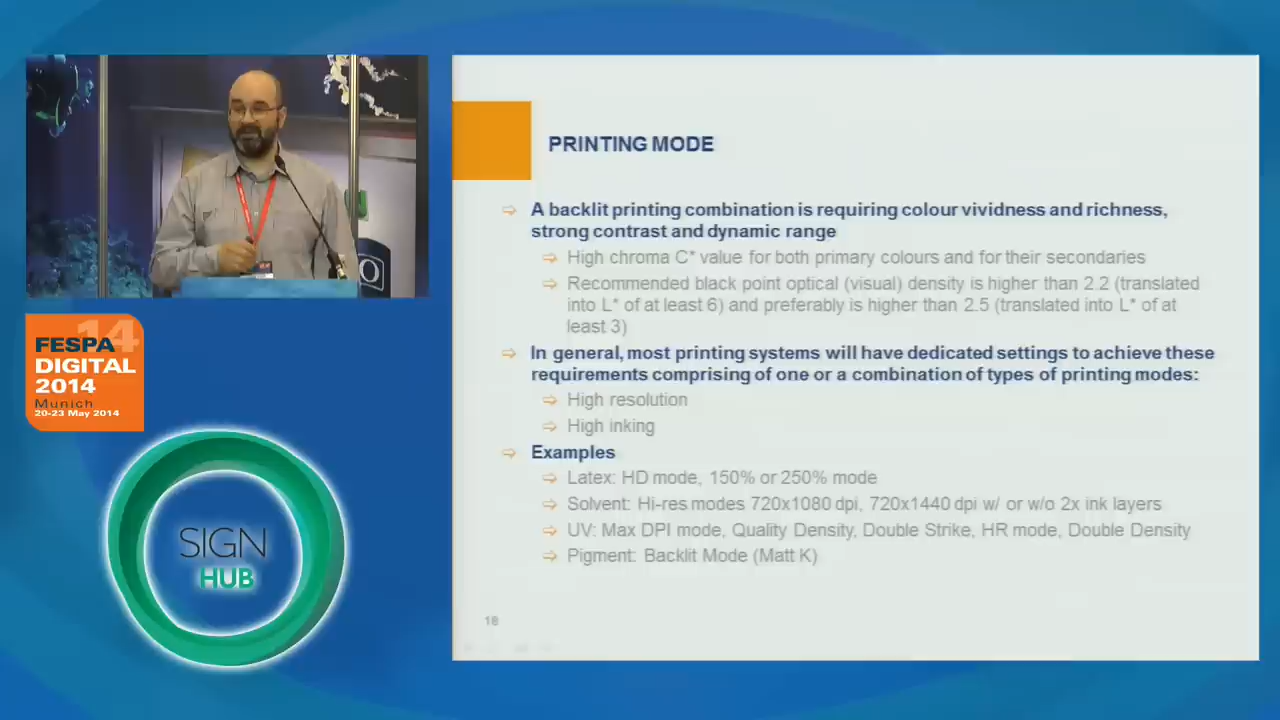 PRINTING MODE
A backlit printing combination is requiring colour vividness and richness,
strong contrast and dynamic range
High chroma C* value for both primary colours and for their secondaries
Recommended black point optical (visual) density is higher than 2.2 (translated
into L* of at least 6) and preferably is higher than 2.5 (translated into L* of at
least 3)
In general, most printing systems will have dedicated settings to achieve these
requirements comprising of one or a combination of types of printing modes:
High resolution
High inking
Examples
Latex: HD mode, 150% or 250% mode
Solvent: Hi-res modes 720x1080 dpi, 720x1440 dpi w/ or w/o 2x ink layers
UV: Max DPI mode, Quality Density, Double Strike, HR mode, Double Density
Pigment: Backlit Mode (Matt K)
18
14
FESPA
DIGITAL
2014
Munich
20-23 May 2014
SIGN
HUB